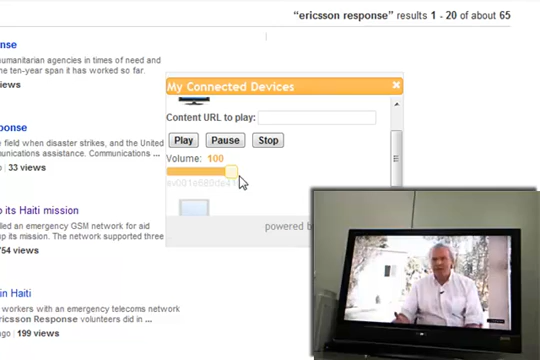 “ericsson response” results 1 - 20 of about 65
nse
humanitarian agencies in times of need and
he ten-year span it has worked so far.
iews
ponse
e field when disaster strikes, and the United
munications assistance. Communications ...
| 33 views
o its Haiti mission
lled an emergency GSM network for aid
up its mission. The network supported three ...
754 views
in Haiti
workers with an emergency telecoms network
ricsson Response volunteers did in ...
ago | 199 views
My Connected Devices
Content URL to play:
Play Pause Stop
Volume: 100
powered b